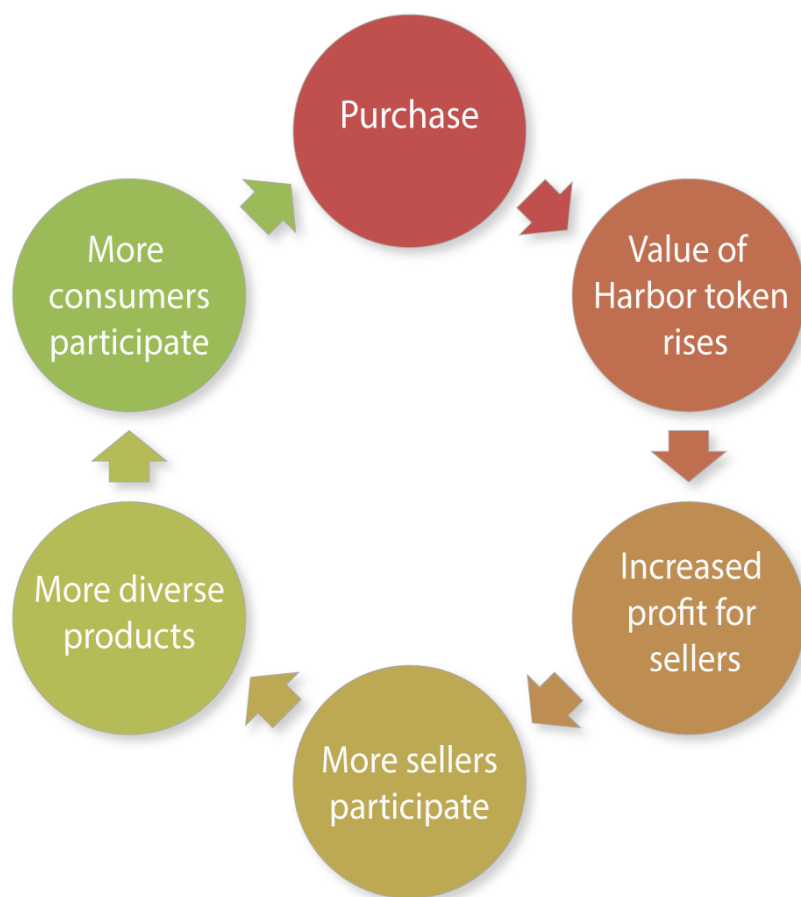 Purchase
Value of
Harbor token
rises
Increased
profit for
sellers
More sellers
participate
More diverse
products
More
consumers
participate